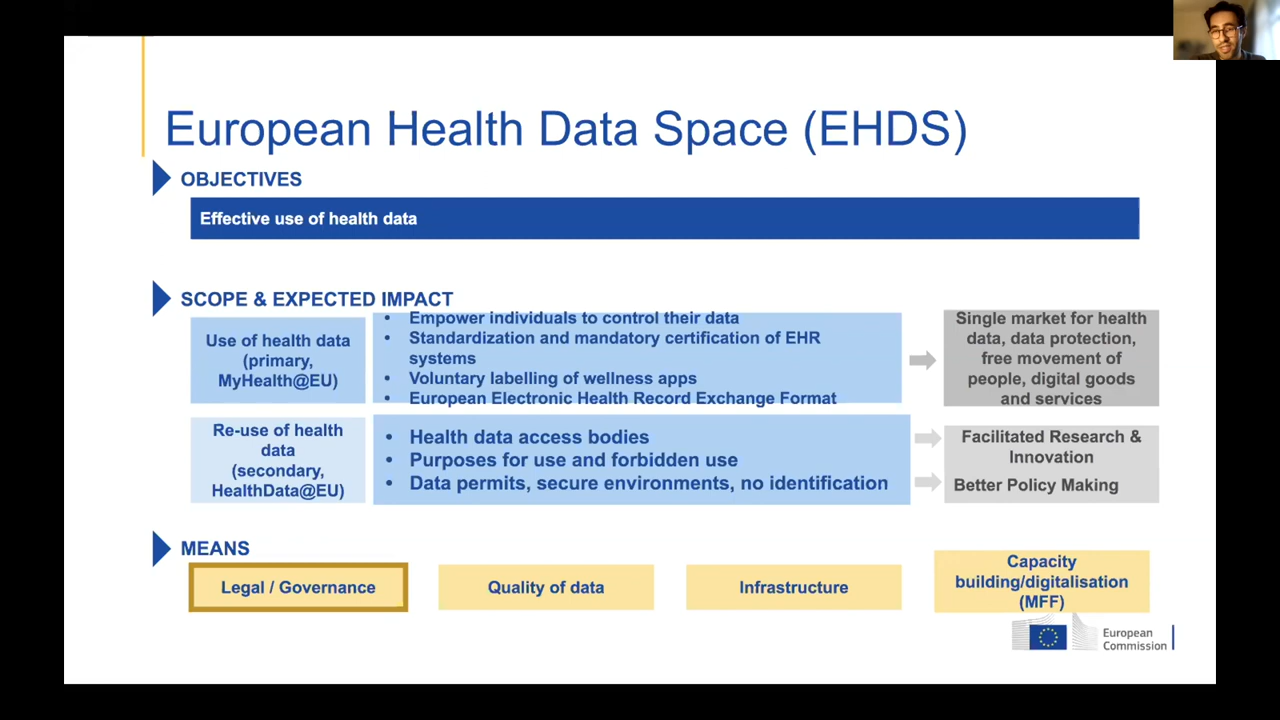 European Health Data Space (EHDS)
OBJECTIVES
Effective use of health data
SCOPE & EXPECTED IMPACT
Use of health data
(primary,
MyHealth@EU)
• Empower individuals to control their data
• Standardization and mandatory certification of EHR
systems
• Voluntary labelling of wellness apps
• European Electronic Health Record Exchange Format
Single market for health
data, data protection,
free movement of
people, digital goods
and services
Re-use of health
data
(secondary,
HealthData@EU)
• Health data access bodies
• Purposes for use and forbidden use
• Data permits, secure environments, no identification
Facilitated Research &
Innovation
Better Policy Making
MEANS
Legal / Governance
Quality of data
Infrastructure
Capacity
building/digitalisation
(MFF)
European
Commission